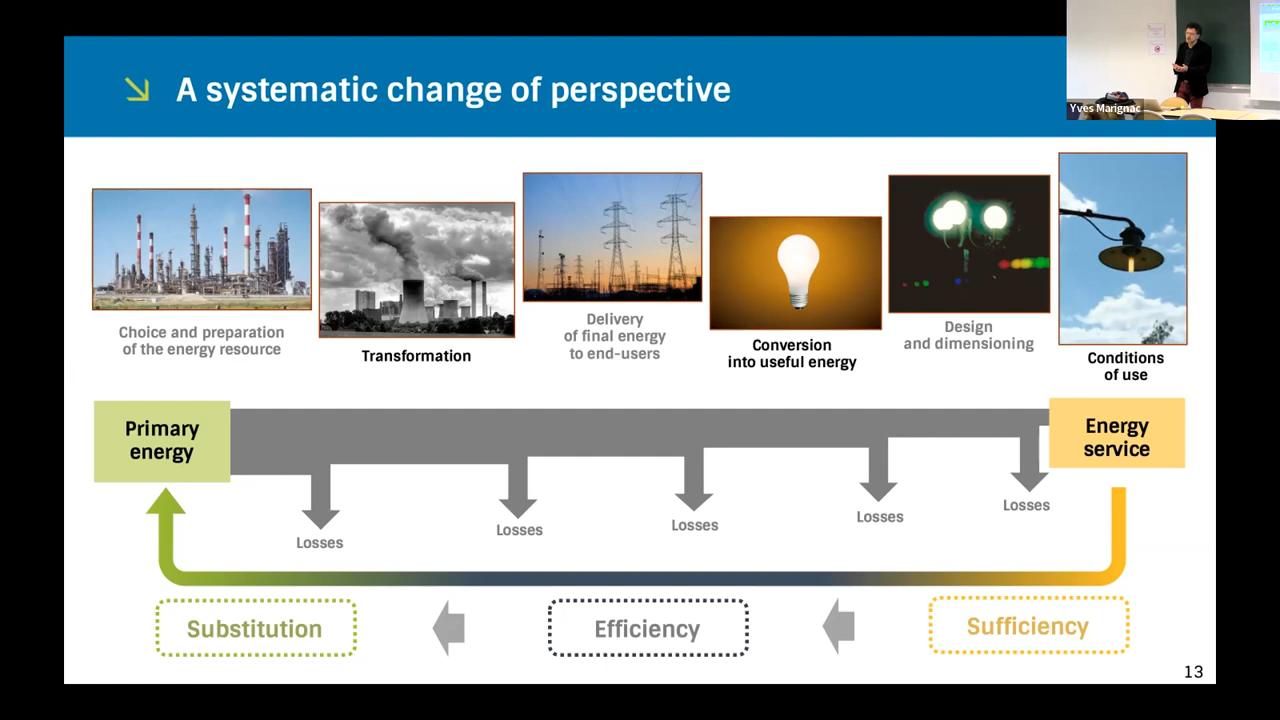 A systematic change of perspective
Yves Marignac
Choice and preparation
of the energy resource
Transformation
Delivery
of final energy
to end-users
Conversion
into useful energy
Design
and dimensioning
Conditions
of use
Primary
energy
Energy
service
Losses
Losses
Losses
Losses
Losses
Substitution
Efficiency
Sufficiency
13